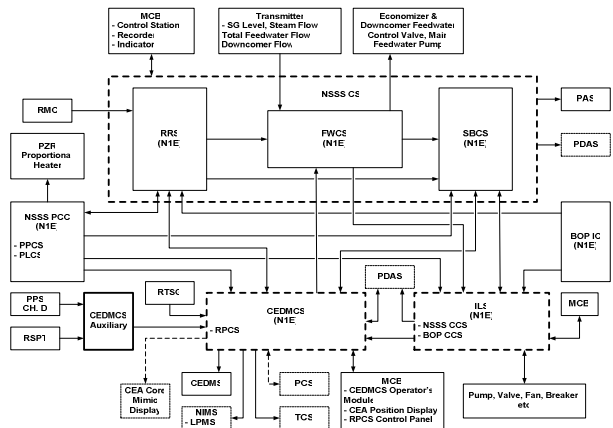 MCB
- Control Station
- Recorder
- Indicator
Transmitter
- SG Level, Steam Flow
Total Feedwater Flow
Downcomer Flow
Economizer &
Downcomer Feedwater
Control Valve, Main
Feedwater Pump
NSSS CS
RMC
RRS
(N1E)
FWCS
(N1E)
SBCS
(N1E)
PAS
PDAS
PZR
Proportional
Heater
NSSS PCC
(N1E)
- PPCS
- PLCS
BOP IC
(N1E)
PDAS
PPS
CH. D
CEDMCS
Auxiliary
RTSG
CEDMCS
(N1E)
- RPCS
ILS
(N1E)
- NSSS CCS
- BOP CCS
MCB
RSPT
CEA Core
Mimic
Display
CEDMS
PCS
MCB
- CEDMCS Operator's
Module
- CEA Position Display
- RPCS Control Panel
Pump, Valve, Fan, Breaker
etc
NIMS
- LPMS
TCS